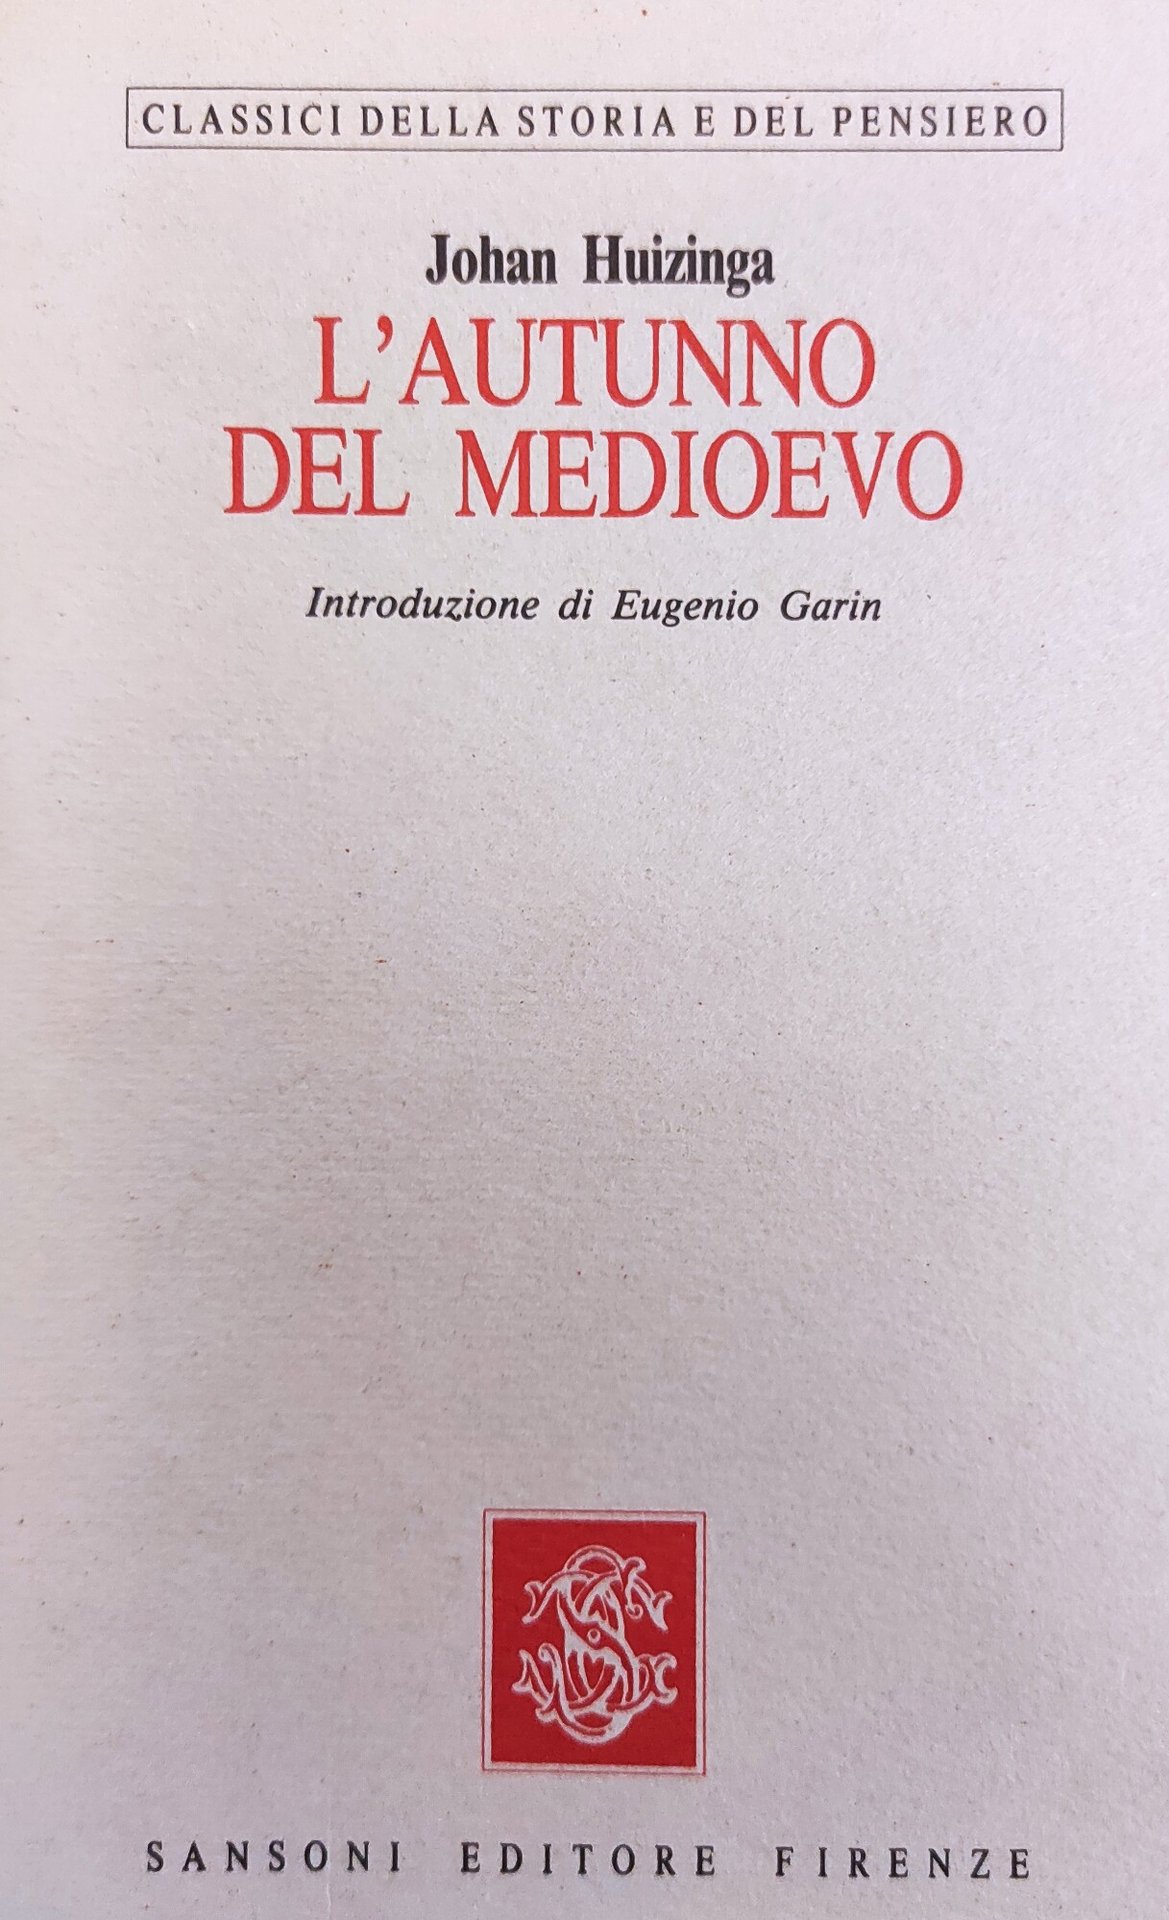 CLASSICI DELLA STORIA E DEL PENSIERO
Johan Huizinga
L'AUTUNNO
DEL MEDIOEVO
Introduzione di Eugenio Garin
SANSONI EDITORE FIRENZE